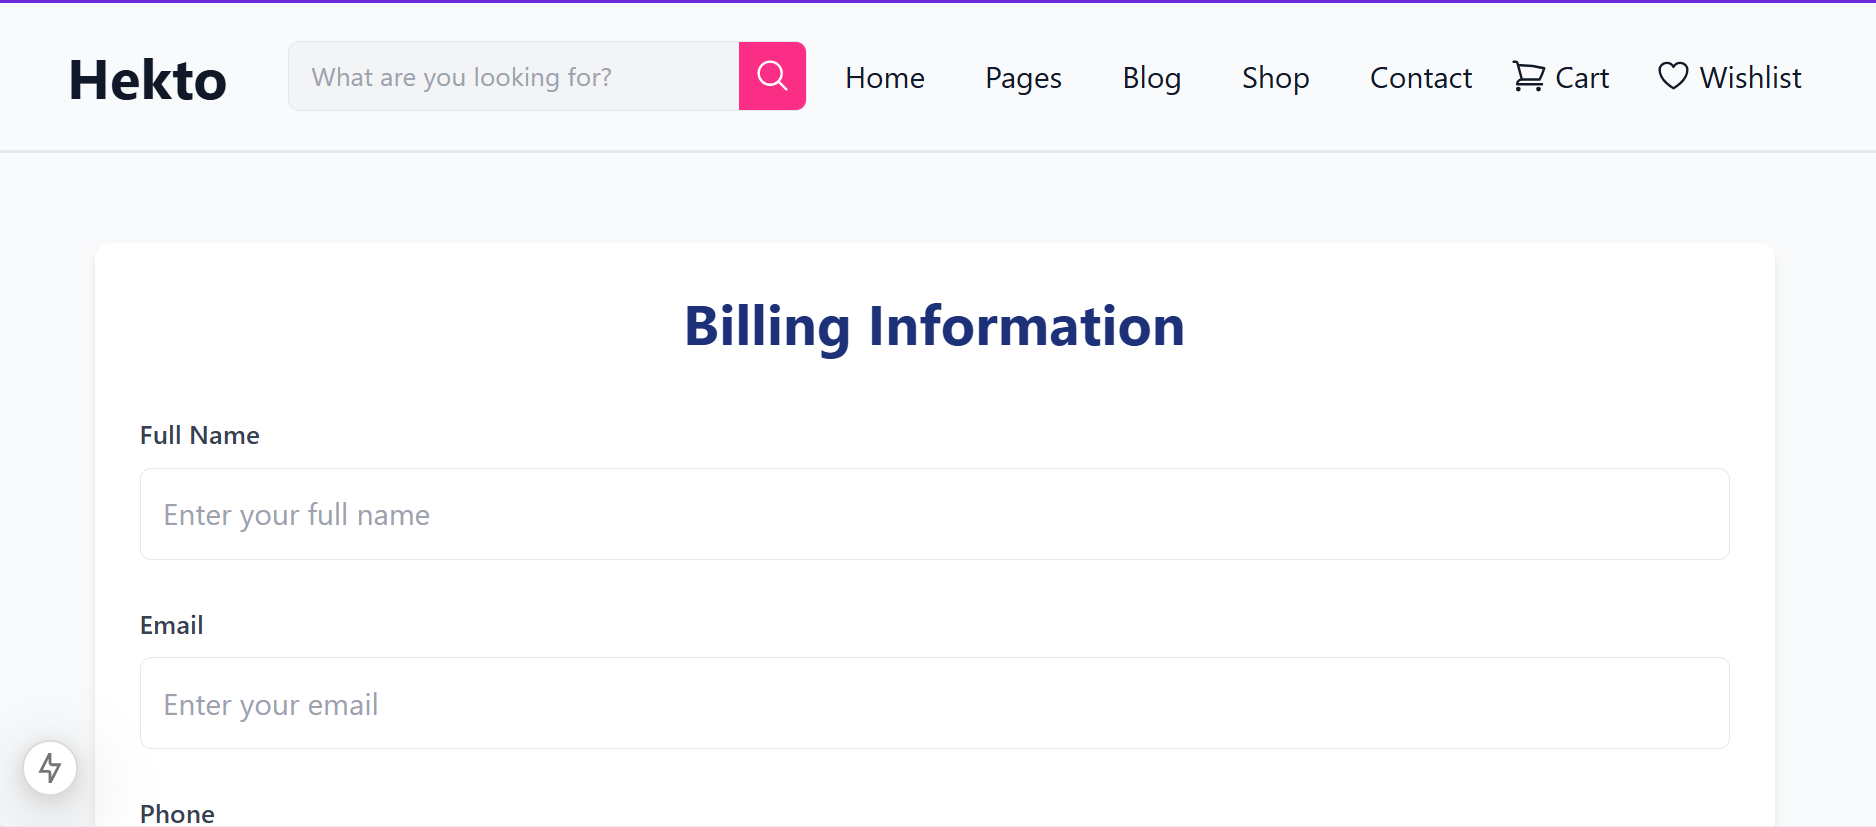 Hekto
What are you looking for?
Home Pages Blog Shop Contact Cart Wishlist
Billing Information
Full Name
Enter your full name
Email
Enter your email
Phone